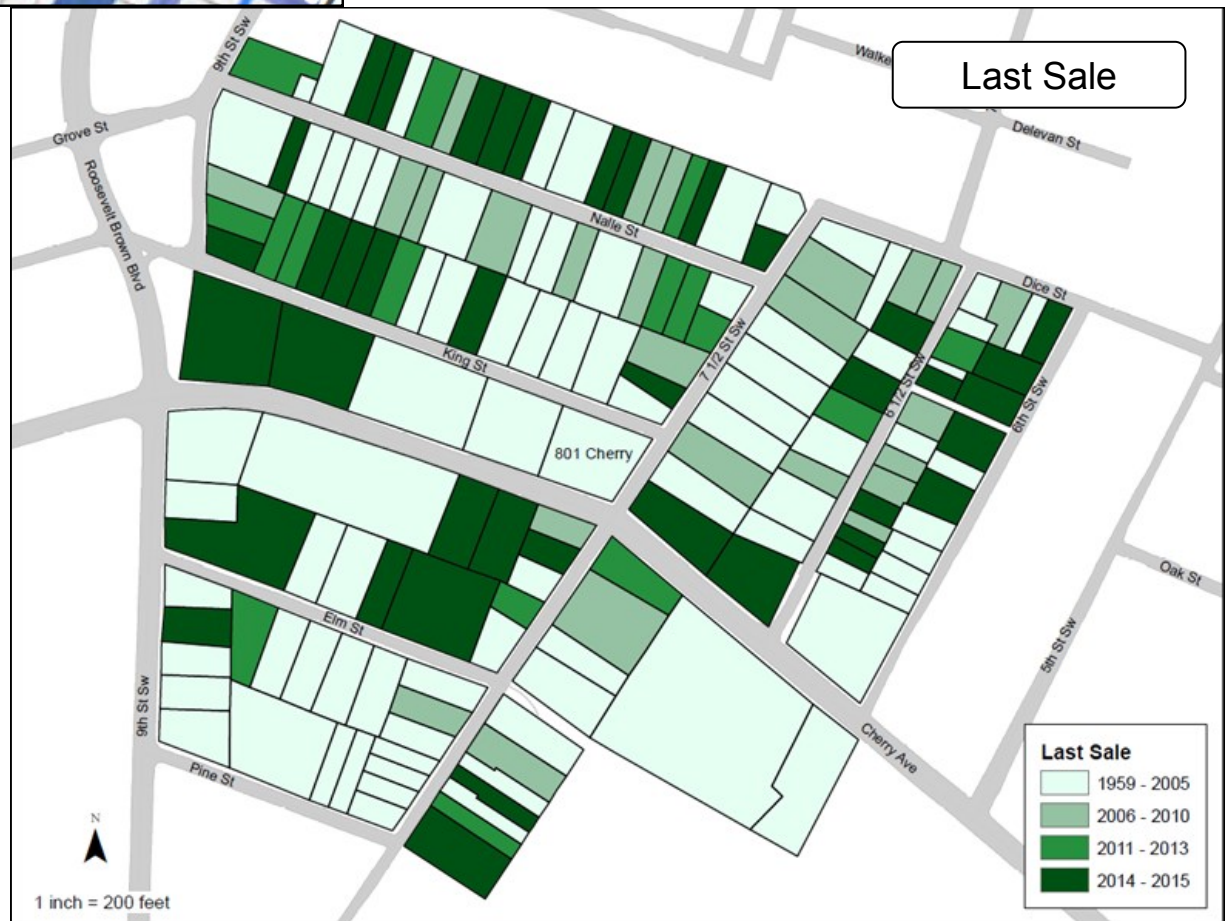 Last Sale
9th St Sw
Walke
Delevan St
Grove St
Roosevelt Brown Blvd
Nalle St
Dice St
7 1/2 St Sw
King St
6 1/2 St Sw
6th St Sw
801 Cherry
Oak St
Elm St
5th St Sw
9th St Sw
Cherry Ave
Pine St
Last Sale
1959 - 2005
2006 - 2010
2011 - 2013
2014 - 2015
N
1 inch = 200 feet